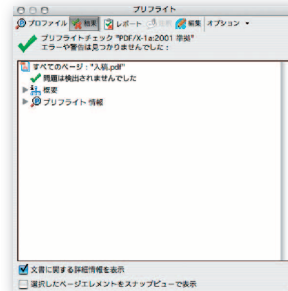 プリフライト
プロファイル 結果 レポート 編集 オプション
プリフライトチェック "PDF/X-1a:2001 準拠"
エラーや警告は見つかりませんでした:
すべてのページ:"入稿.pdf"
問題は検出されませんでした
概要
プリフライト 情報
文書に関する詳細情報を表示
選択したページエレメントをスナップビューで表示